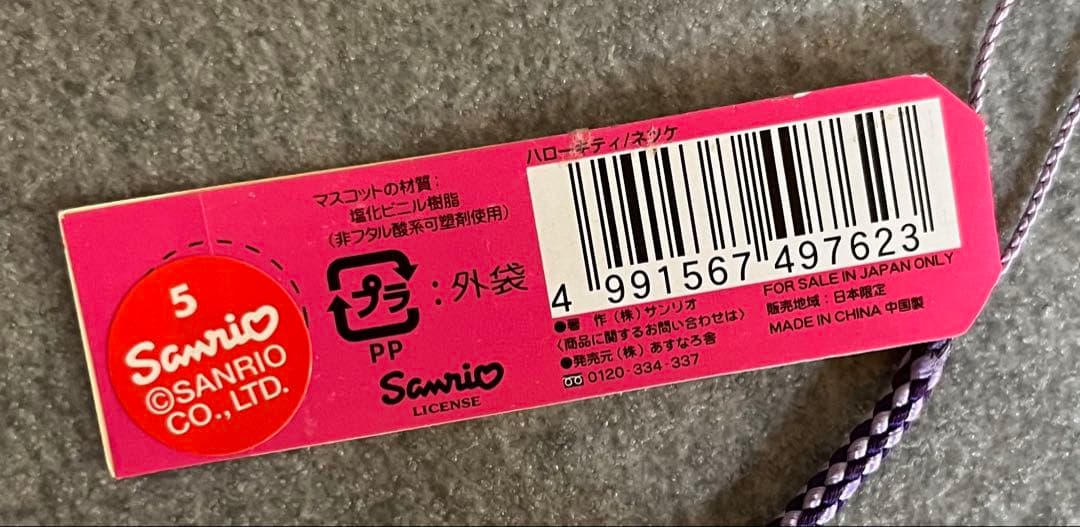 5
Sanrio
©SANRIO
CO., LTD.
マスコットの材質：
塩化ビニル樹脂
（非フタル酸系可塑剤使用）
プラ：外袋
PP
Sanrio
LICENSE
ハローキティ/ネツケ
4 991567 497623
●著　作（株）サンリオ
〈商品に関するお問い合わせは〉
●発売元（株）あすなろ舎
0120-334-337
FOR SALE IN JAPAN ONLY
販売地域：日本限定
MADE IN CHINA 中国製